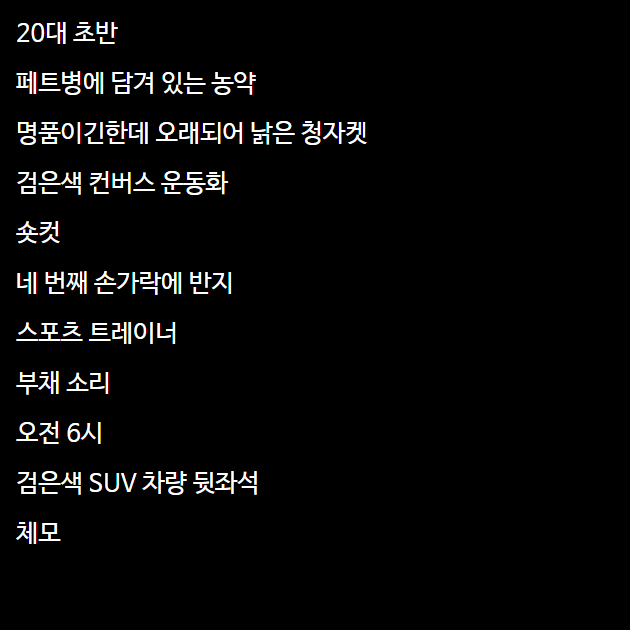 20대 초반
페트병에 담겨 있는 농약
명품이긴한데 오래되어 낡은 청자켓
검은색 컨버스 운동화
숏컷
네 번째 손가락에 반지
스포츠 트레이너
부채 소리
오전 6시
검은색 SUV 차량 뒷좌석
체모